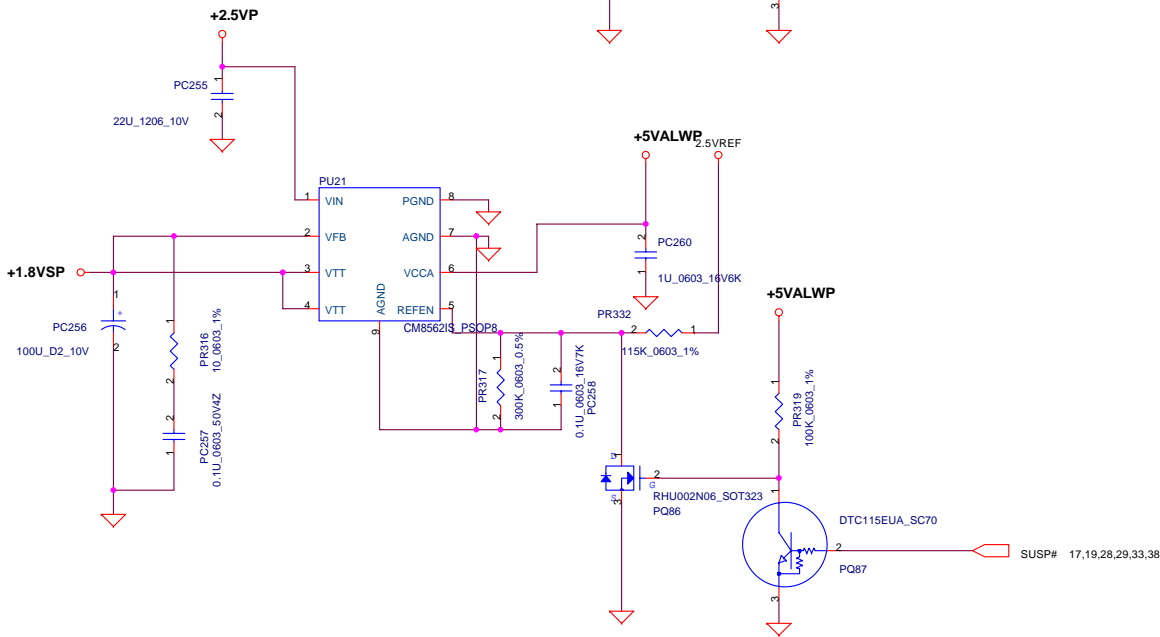 3
+2.5VP
PC255
1
2
22U_1206_10V
+5VALWP
2.5VREF
PU21
1 VIN
PGND 8
2 VFB
AGND 7
+1.8VSP
3 VTT
VCCA 6
4 VTT
REFEN 5
AGND
9
CM8562IS_PSOP8
2
PC260
1
1U_0603_16V6K
+5VALWP
1
PC256
+
2
100U_D2_10V
1
PR316
10_0603_1%
2
2
PC257
0.1U_0603_50V4Z
1
1
PR317
300K_0603_0.5%
2
2
0.1U_0603_16V7K
PC258
1
PR332
2
1
115K_0603_1%
1
PR319
100K_0603_1%
2
D
1
2
G
S
3
RHU002N06_SOT323
PQ86
1
DTC115EUA_SC70
2
PQ87
3
SUSP# 17,19,28,29,33,38